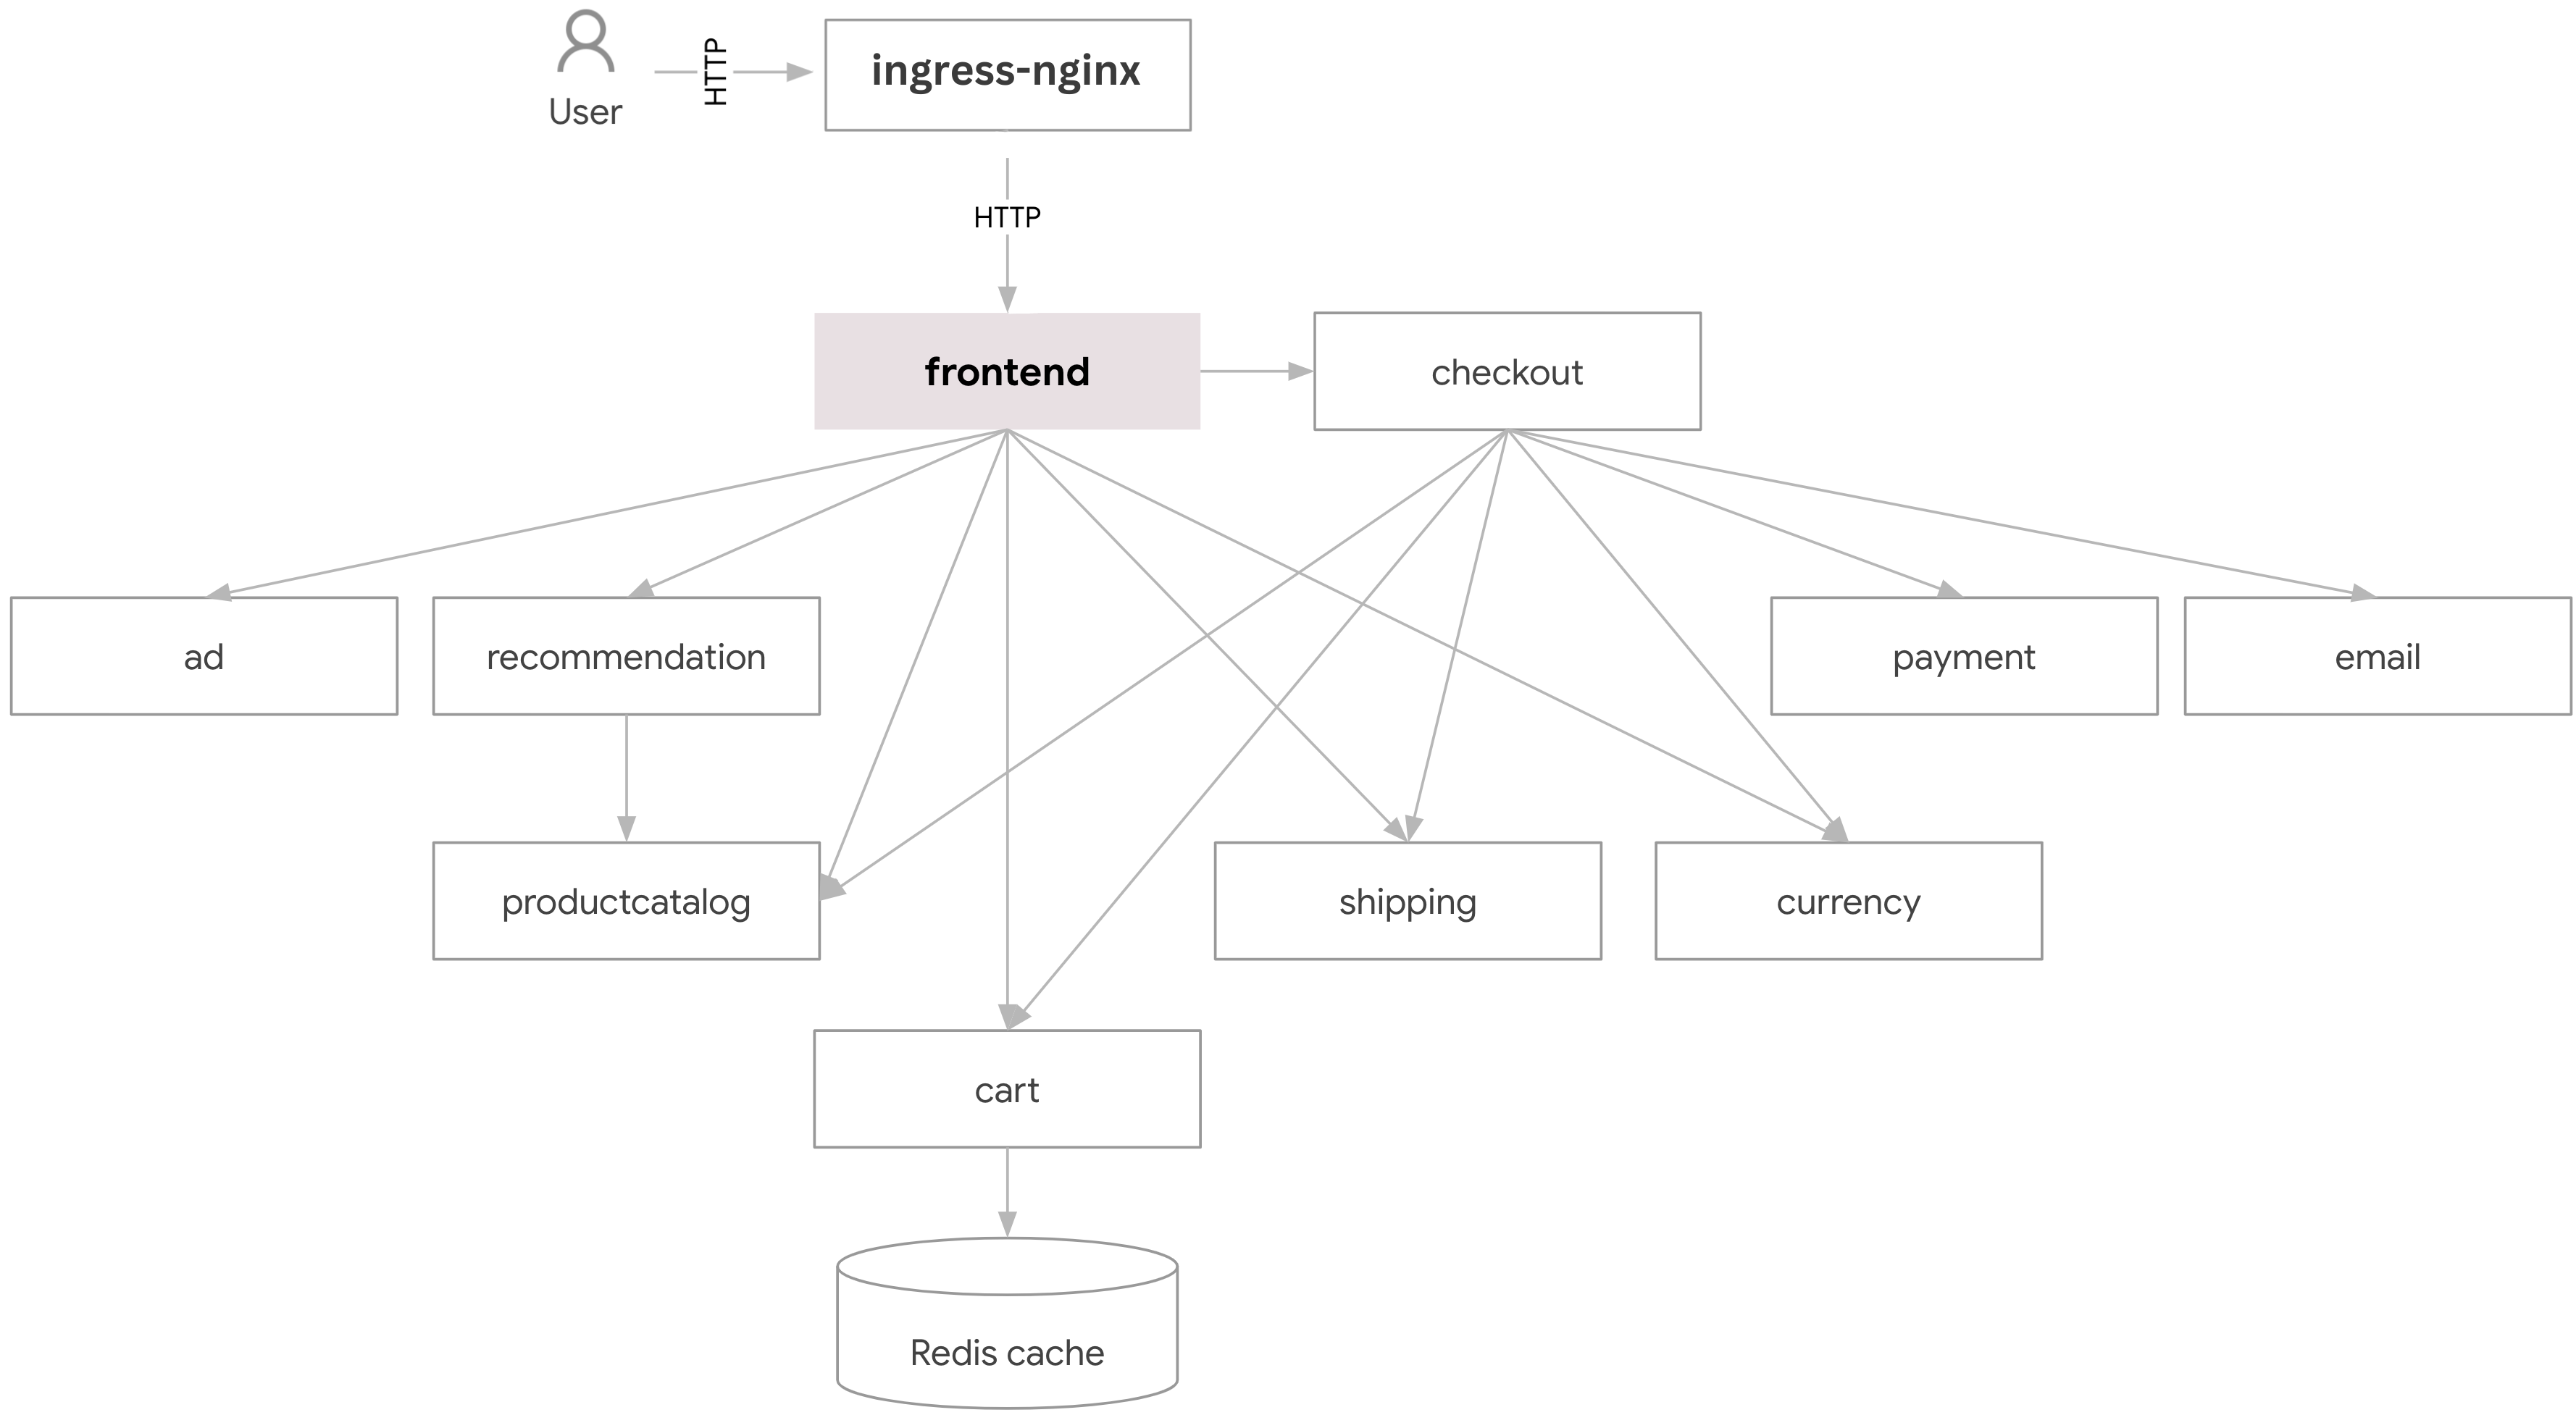 User
HTTP
ingress-nginx
HTTP
frontend
checkout
ad
recommendation
payment
email
productcatalog
shipping
currency
cart
Redis cache